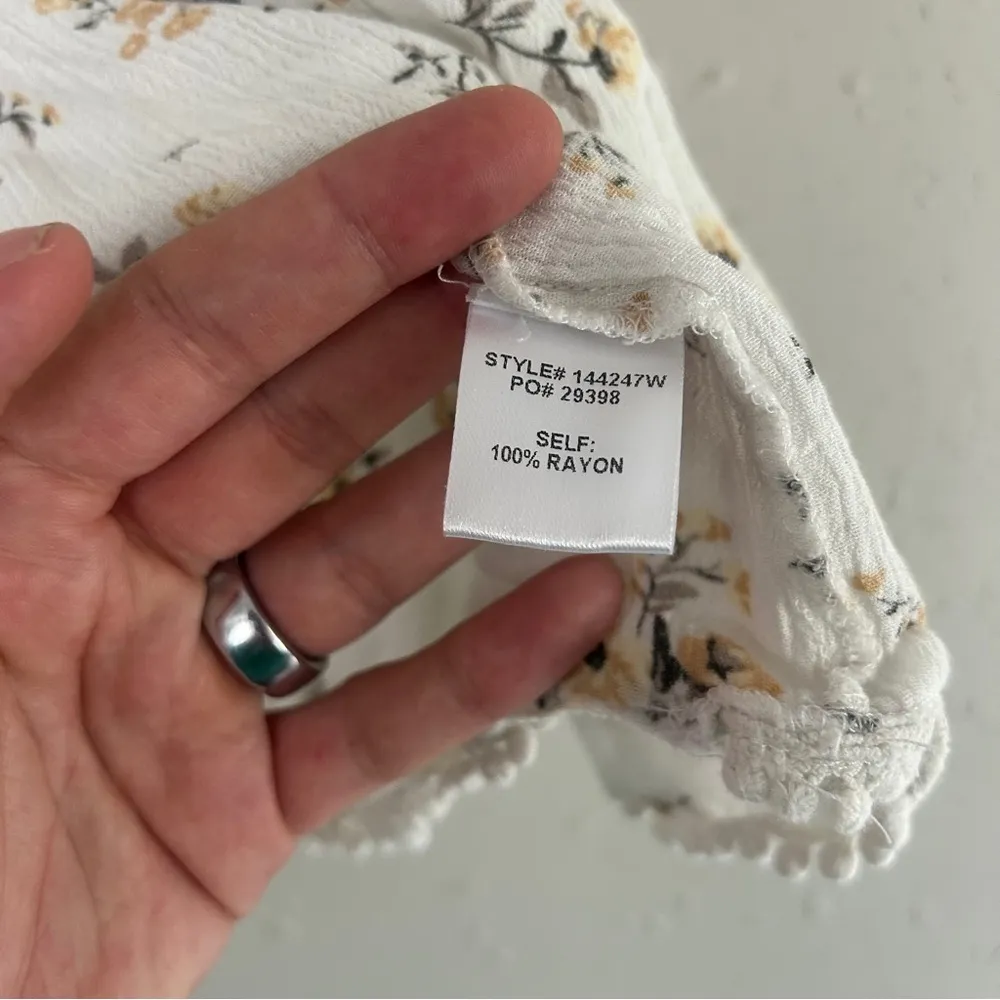 STYLE# 144247W
PO# 29398
SELF:
100% RAYON